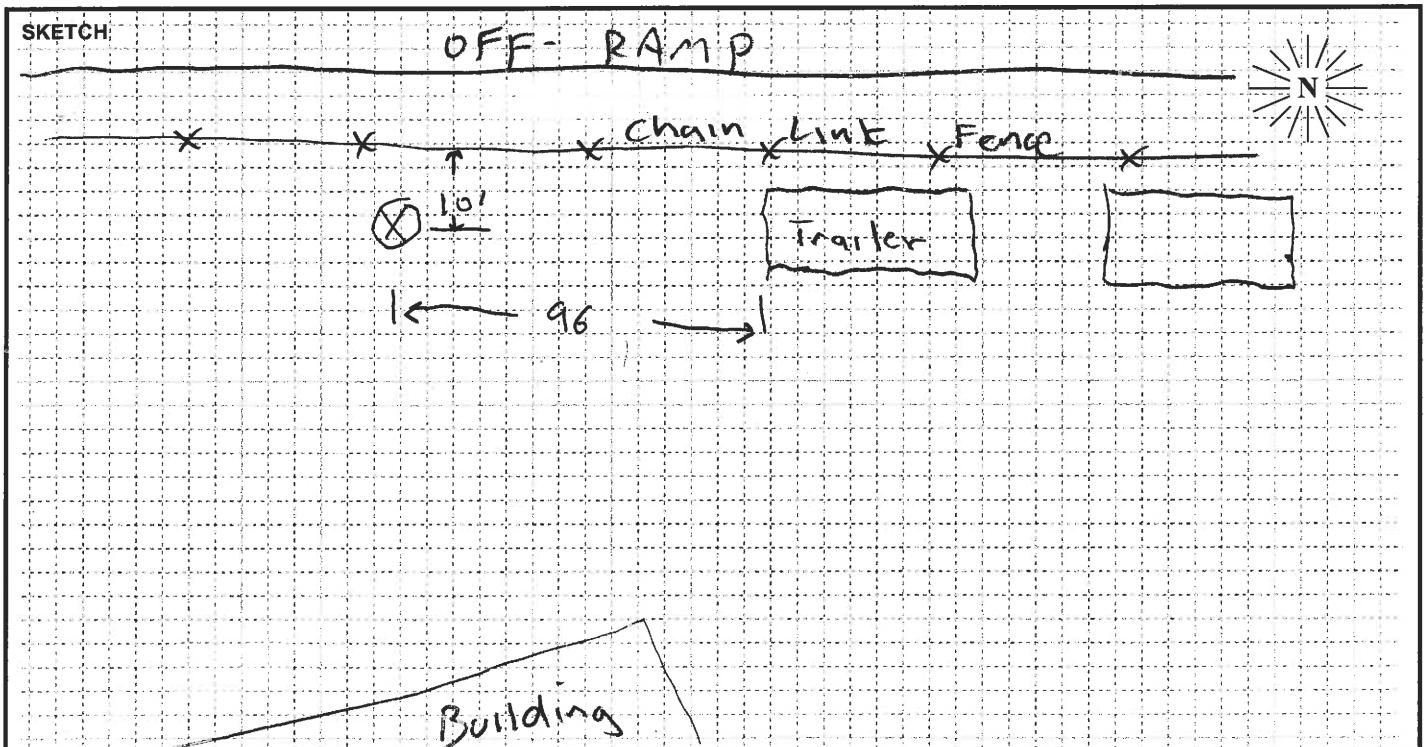 SKETCH
OFF-RAMP
N
Chain Link Fence
10'
Trailer
96
Building